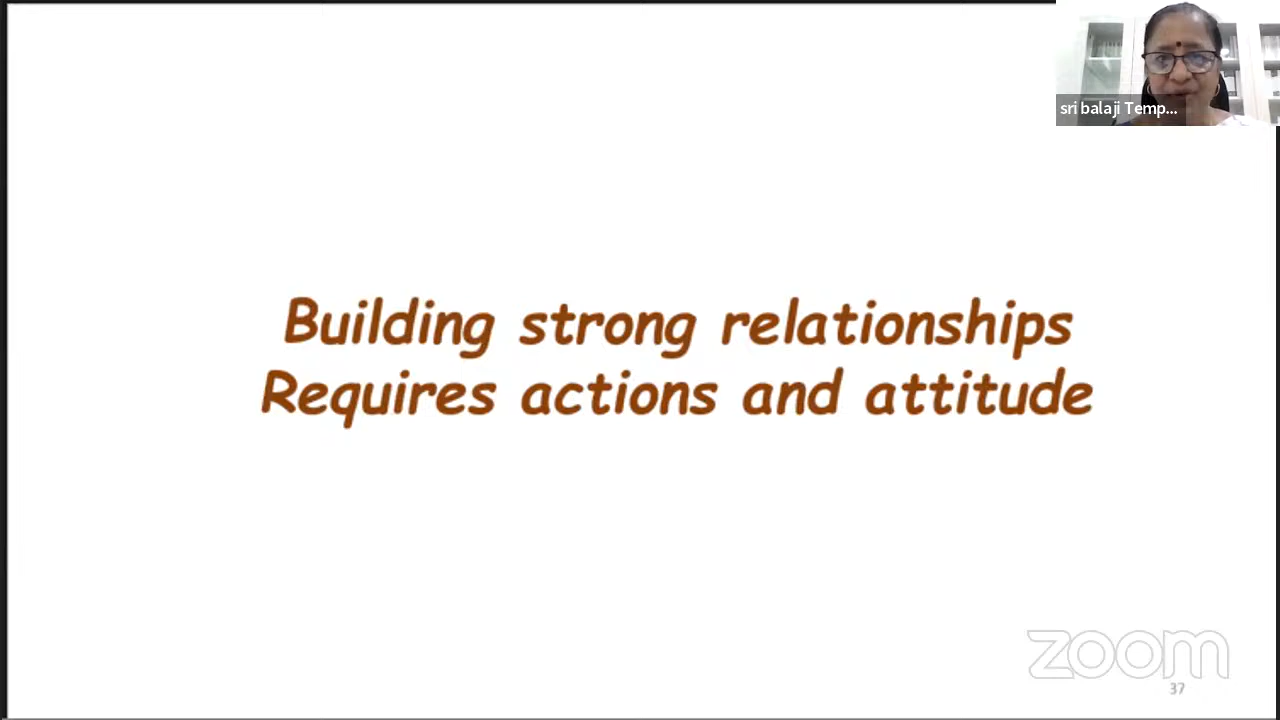 sri balaji Temp...
Building strong relationships
Requires actions and attitude
zoom
37